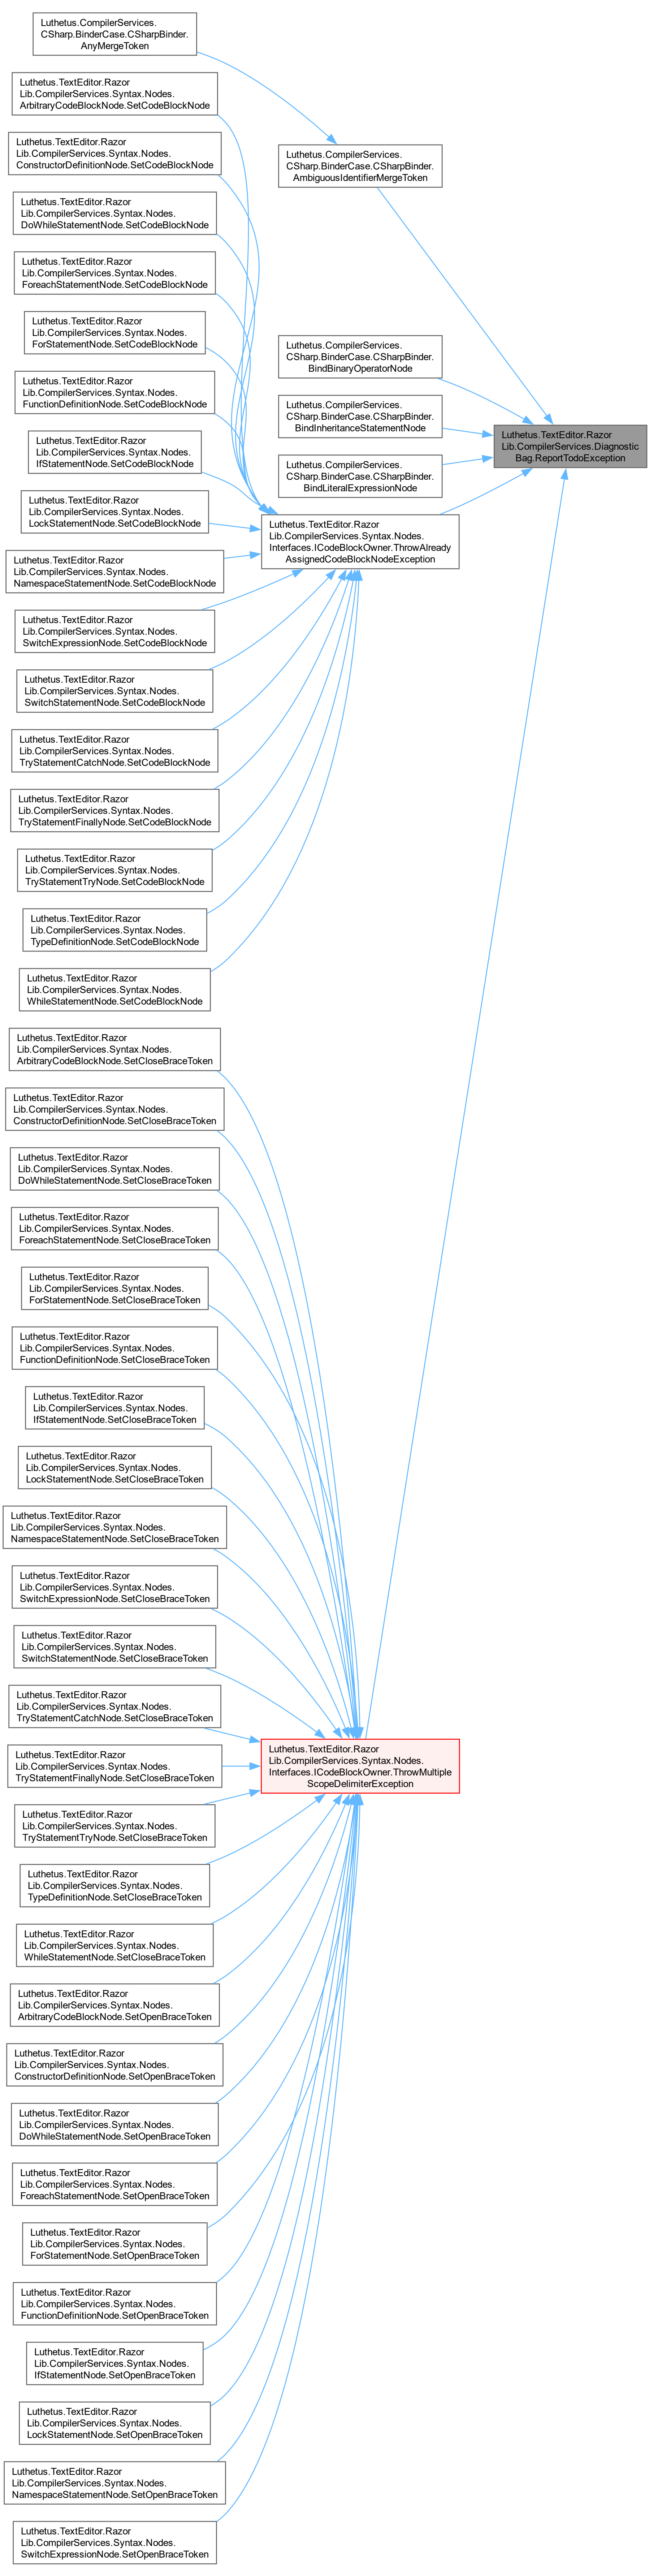 Luthetus.CompilerServices.
CSharp.BinderCase.CSharpBinder.
AnyMergeToken
Luthetus.TextEditor.Razor
Lib.CompilerServices.Syntax.Nodes.
ArbitraryCodeBlockNode.SetCodeBlockNode
Luthetus.TextEditor.Razor
Lib.CompilerServices.Syntax.Nodes.
ConstructorDefinitionNode.SetCodeBlockNode
Luthetus.TextEditor.Razor
Lib.CompilerServices.Syntax.Nodes.
DoWhileStatementNode.SetCodeBlockNode
Luthetus.TextEditor.Razor
Lib.CompilerServices.Syntax.Nodes.
ForeachStatementNode.SetCodeBlockNode
Luthetus.TextEditor.Razor
Lib.CompilerServices.Syntax.Nodes.
ForStatementNode.SetCodeBlockNode
Luthetus.TextEditor.Razor
Lib.CompilerServices.Syntax.Nodes.
FunctionDefinitionNode.SetCodeBlockNode
Luthetus.TextEditor.Razor
Lib.CompilerServices.Syntax.Nodes.
IfStatementNode.SetCodeBlockNode
Luthetus.TextEditor.Razor
Lib.CompilerServices.Syntax.Nodes.
LockStatementNode.SetCodeBlockNode
Luthetus.TextEditor.Razor
Lib.CompilerServices.Syntax.Nodes.
NamespaceStatementNode.SetCodeBlockNode
Luthetus.TextEditor.Razor
Lib.CompilerServices.Syntax.Nodes.
SwitchExpressionNode.SetCodeBlockNode
Luthetus.TextEditor.Razor
Lib.CompilerServices.Syntax.Nodes.
SwitchStatementNode.SetCodeBlockNode
Luthetus.TextEditor.Razor
Lib.CompilerServices.Syntax.Nodes.
TryStatementCatchNode.SetCodeBlockNode
Luthetus.TextEditor.Razor
Lib.CompilerServices.Syntax.Nodes.
TryStatementFinallyNode.SetCodeBlockNode
Luthetus.TextEditor.Razor
Lib.CompilerServices.Syntax.Nodes.
TryStatementTryNode.SetCodeBlockNode
Luthetus.TextEditor.Razor
Lib.CompilerServices.Syntax.Nodes.
TypeDefinitionNode.SetCodeBlockNode
Luthetus.TextEditor.Razor
Lib.CompilerServices.Syntax.Nodes.
WhileStatementNode.SetCodeBlockNode
Luthetus.TextEditor.Razor
Lib.CompilerServices.Syntax.Nodes.
ArbitraryCodeBlockNode.SetCloseBraceToken
Luthetus.TextEditor.Razor
Lib.CompilerServices.Syntax.Nodes.
ConstructorDefinitionNode.SetCloseBraceToken
Luthetus.TextEditor.Razor
Lib.CompilerServices.Syntax.Nodes.
DoWhileStatementNode.SetCloseBraceToken
Luthetus.TextEditor.Razor
Lib.CompilerServices.Syntax.Nodes.
ForeachStatementNode.SetCloseBraceToken
Luthetus.TextEditor.Razor
Lib.CompilerServices.Syntax.Nodes.
ForStatementNode.SetCloseBraceToken
Luthetus.TextEditor.Razor
Lib.CompilerServices.Syntax.Nodes.
FunctionDefinitionNode.SetCloseBraceToken
Luthetus.TextEditor.Razor
Lib.CompilerServices.Syntax.Nodes.
IfStatementNode.SetCloseBraceToken
Luthetus.TextEditor.Razor
Lib.CompilerServices.Syntax.Nodes.
LockStatementNode.SetCloseBraceToken
Luthetus.TextEditor.Razor
Lib.CompilerServices.Syntax.Nodes.
NamespaceStatementNode.SetCloseBraceToken
Luthetus.TextEditor.Razor
Lib.CompilerServices.Syntax.Nodes.
SwitchExpressionNode.SetCloseBraceToken
Luthetus.TextEditor.Razor
Lib.CompilerServices.Syntax.Nodes.
SwitchStatementNode.SetCloseBraceToken
Luthetus.TextEditor.Razor
Lib.CompilerServices.Syntax.Nodes.
TryStatementCatchNode.SetCloseBraceToken
Luthetus.TextEditor.Razor
Lib.CompilerServices.Syntax.Nodes.
TryStatementFinallyNode.SetCloseBraceToken
Luthetus.TextEditor.Razor
Lib.CompilerServices.Syntax.Nodes.
TryStatementTryNode.SetCloseBraceToken
Luthetus.TextEditor.Razor
Lib.CompilerServices.Syntax.Nodes.
TypeDefinitionNode.SetCloseBraceToken
Luthetus.TextEditor.Razor
Lib.CompilerServices.Syntax.Nodes.
WhileStatementNode.SetCloseBraceToken
Luthetus.TextEditor.Razor
Lib.CompilerServices.Syntax.Nodes.
ArbitraryCodeBlockNode.SetOpenBraceToken
Luthetus.TextEditor.Razor
Lib.CompilerServices.Syntax.Nodes.
ConstructorDefinitionNode.SetOpenBraceToken
Luthetus.TextEditor.Razor
Lib.CompilerServices.Syntax.Nodes.
DoWhileStatementNode.SetOpenBraceToken
Luthetus.TextEditor.Razor
Lib.CompilerServices.Syntax.Nodes.
ForeachStatementNode.SetOpenBraceToken
Luthetus.TextEditor.Razor
Lib.CompilerServices.Syntax.Nodes.
ForStatementNode.SetOpenBraceToken
Luthetus.TextEditor.Razor
Lib.CompilerServices.Syntax.Nodes.
FunctionDefinitionNode.SetOpenBraceToken
Luthetus.TextEditor.Razor
Lib.CompilerServices.Syntax.Nodes.
IfStatementNode.SetOpenBraceToken
Luthetus.TextEditor.Razor
Lib.CompilerServices.Syntax.Nodes.
LockStatementNode.SetOpenBraceToken
Luthetus.TextEditor.Razor
Lib.CompilerServices.Syntax.Nodes.
NamespaceStatementNode.SetOpenBraceToken
Luthetus.TextEditor.Razor
Lib.CompilerServices.Syntax.Nodes.
SwitchExpressionNode.SetOpenBraceToken
Luthetus.CompilerServices.
CSharp.BinderCase.CSharpBinder.
AmbiguousIdentifierMergeToken
Luthetus.CompilerServices.
CSharp.BinderCase.CSharpBinder.
BindBinaryOperatorNode
Luthetus.CompilerServices.
CSharp.BinderCase.CSharpBinder.
BindInheritanceStatementNode
Luthetus.CompilerServices.
CSharp.BinderCase.CSharpBinder.
BindLiteralExpressionNode
Luthetus.TextEditor.Razor
Lib.CompilerServices.Syntax.Nodes.
Interfaces.ICodeBlockOwner.ThrowAlready
AssignedCodeBlockNodeException
Luthetus.TextEditor.Razor
Lib.CompilerServices.Syntax.Nodes.
Interfaces.ICodeBlockOwner.ThrowMultiple
ScopeDelimiterException
Luthetus.TextEditor.Razor
Lib.CompilerServices.Diagnostic
Bag.ReportTodoException